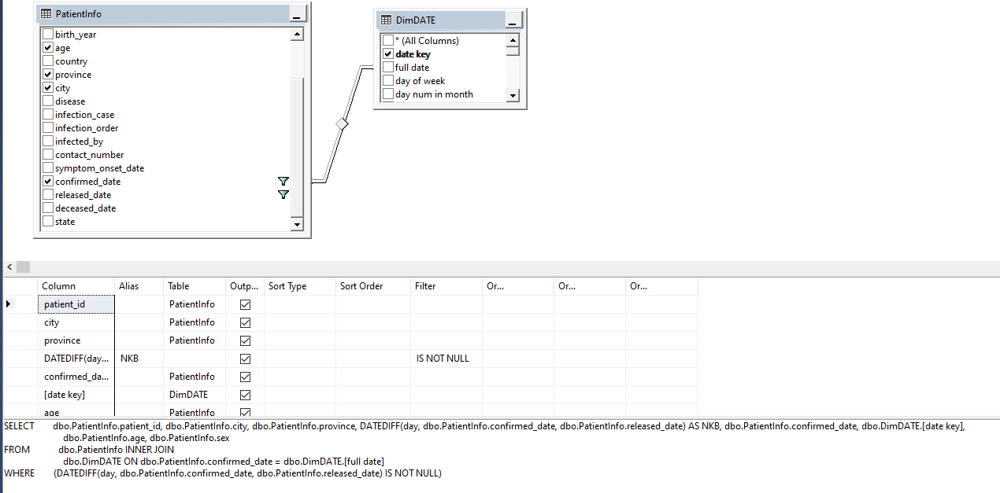 PatientInfo
birth_year
age
country
province
city
disease
infection_case
infection_order
infected_by
contact_number
symptom_onset_date
confirmed_date
released_date
deceased_date
state
DimDATE
* (All Columns)
date key
full date
day of week
day num in month
Column Alias Table Outp... Sort Type Sort Order Filter Or... Or... Or...
patient_id PatientInfo
city PatientInfo
province PatientInfo
DATEDIFF(day... NKB IS NOT NULL
confirmed_da... PatientInfo
[date key] DimDATE
age PatientInfo
SELECT dbo.PatientInfo.patient_id, dbo.PatientInfo.city, dbo.PatientInfo.province, DATEDIFF(day, dbo.PatientInfo.confirmed_date, dbo.PatientInfo.released_date) AS NKB, dbo.PatientInfo.confirmed_date, dbo.DimDATE.[date key],
dbo.PatientInfo.age, dbo.PatientInfo.sex
FROM dbo.PatientInfo INNER JOIN
dbo.DimDATE ON dbo.PatientInfo.confirmed_date = dbo.DimDATE.[full date]
WHERE (DATEDIFF(day, dbo.PatientInfo.confirmed_date, dbo.PatientInfo.released_date) IS NOT NULL)